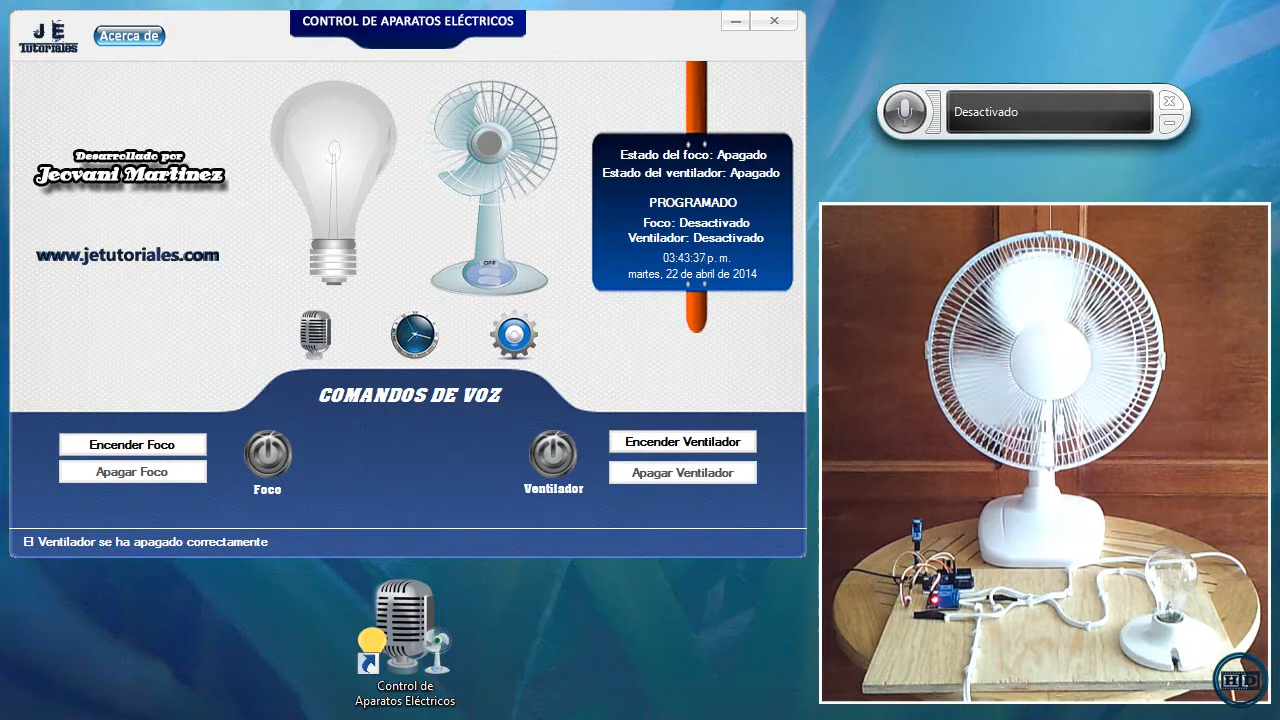 J E
Tutoriales
Acerca de
CONTROL DE APARATOS ELÉCTRICOS
Desarrollado por
Jeovani Martinez
www.jetutoriales.com
OFF
Estado del foco: Apagado
Estado del ventilador: Apagado
PROGRAMADO
Foco: Desactivado
Ventilador: Desactivado
03:43:37 p. m.
martes, 22 de abril de 2014
COMANDOS DE VOZ
Encender Foco
Apagar Foco
Foco
Ventilador
Encender Ventilador
Apagar Ventilador
El Ventilador se ha apagado correctamente
Control de
Aparatos Eléctricos
Desactivado
HD